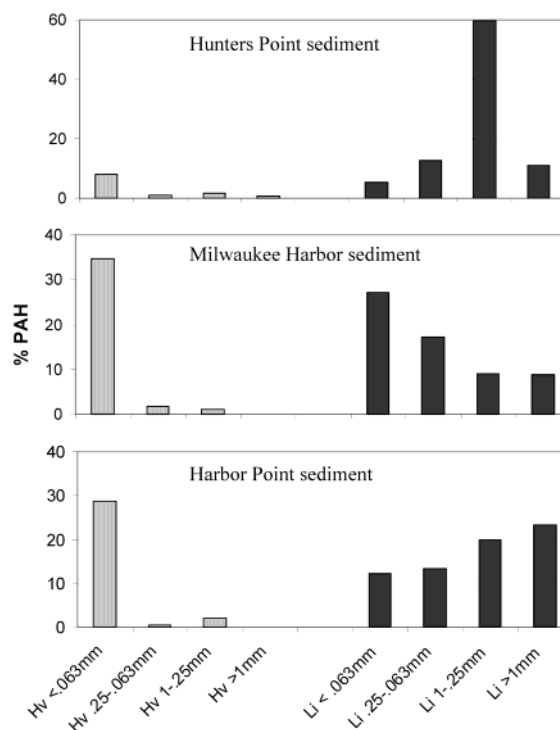 60
Hunters Point sediment
40
20
0
40
Milwaukee Harbor sediment
30
20
10
0
% PAH
40
Harbor Point sediment
30
20
10
0
Hv <.063mm
Hv .25-.063mm
Hv 1-.25mm
Hv >1mm
Li < .063mm
Li .25-.063mm
Li 1-.25mm
Li >1mm